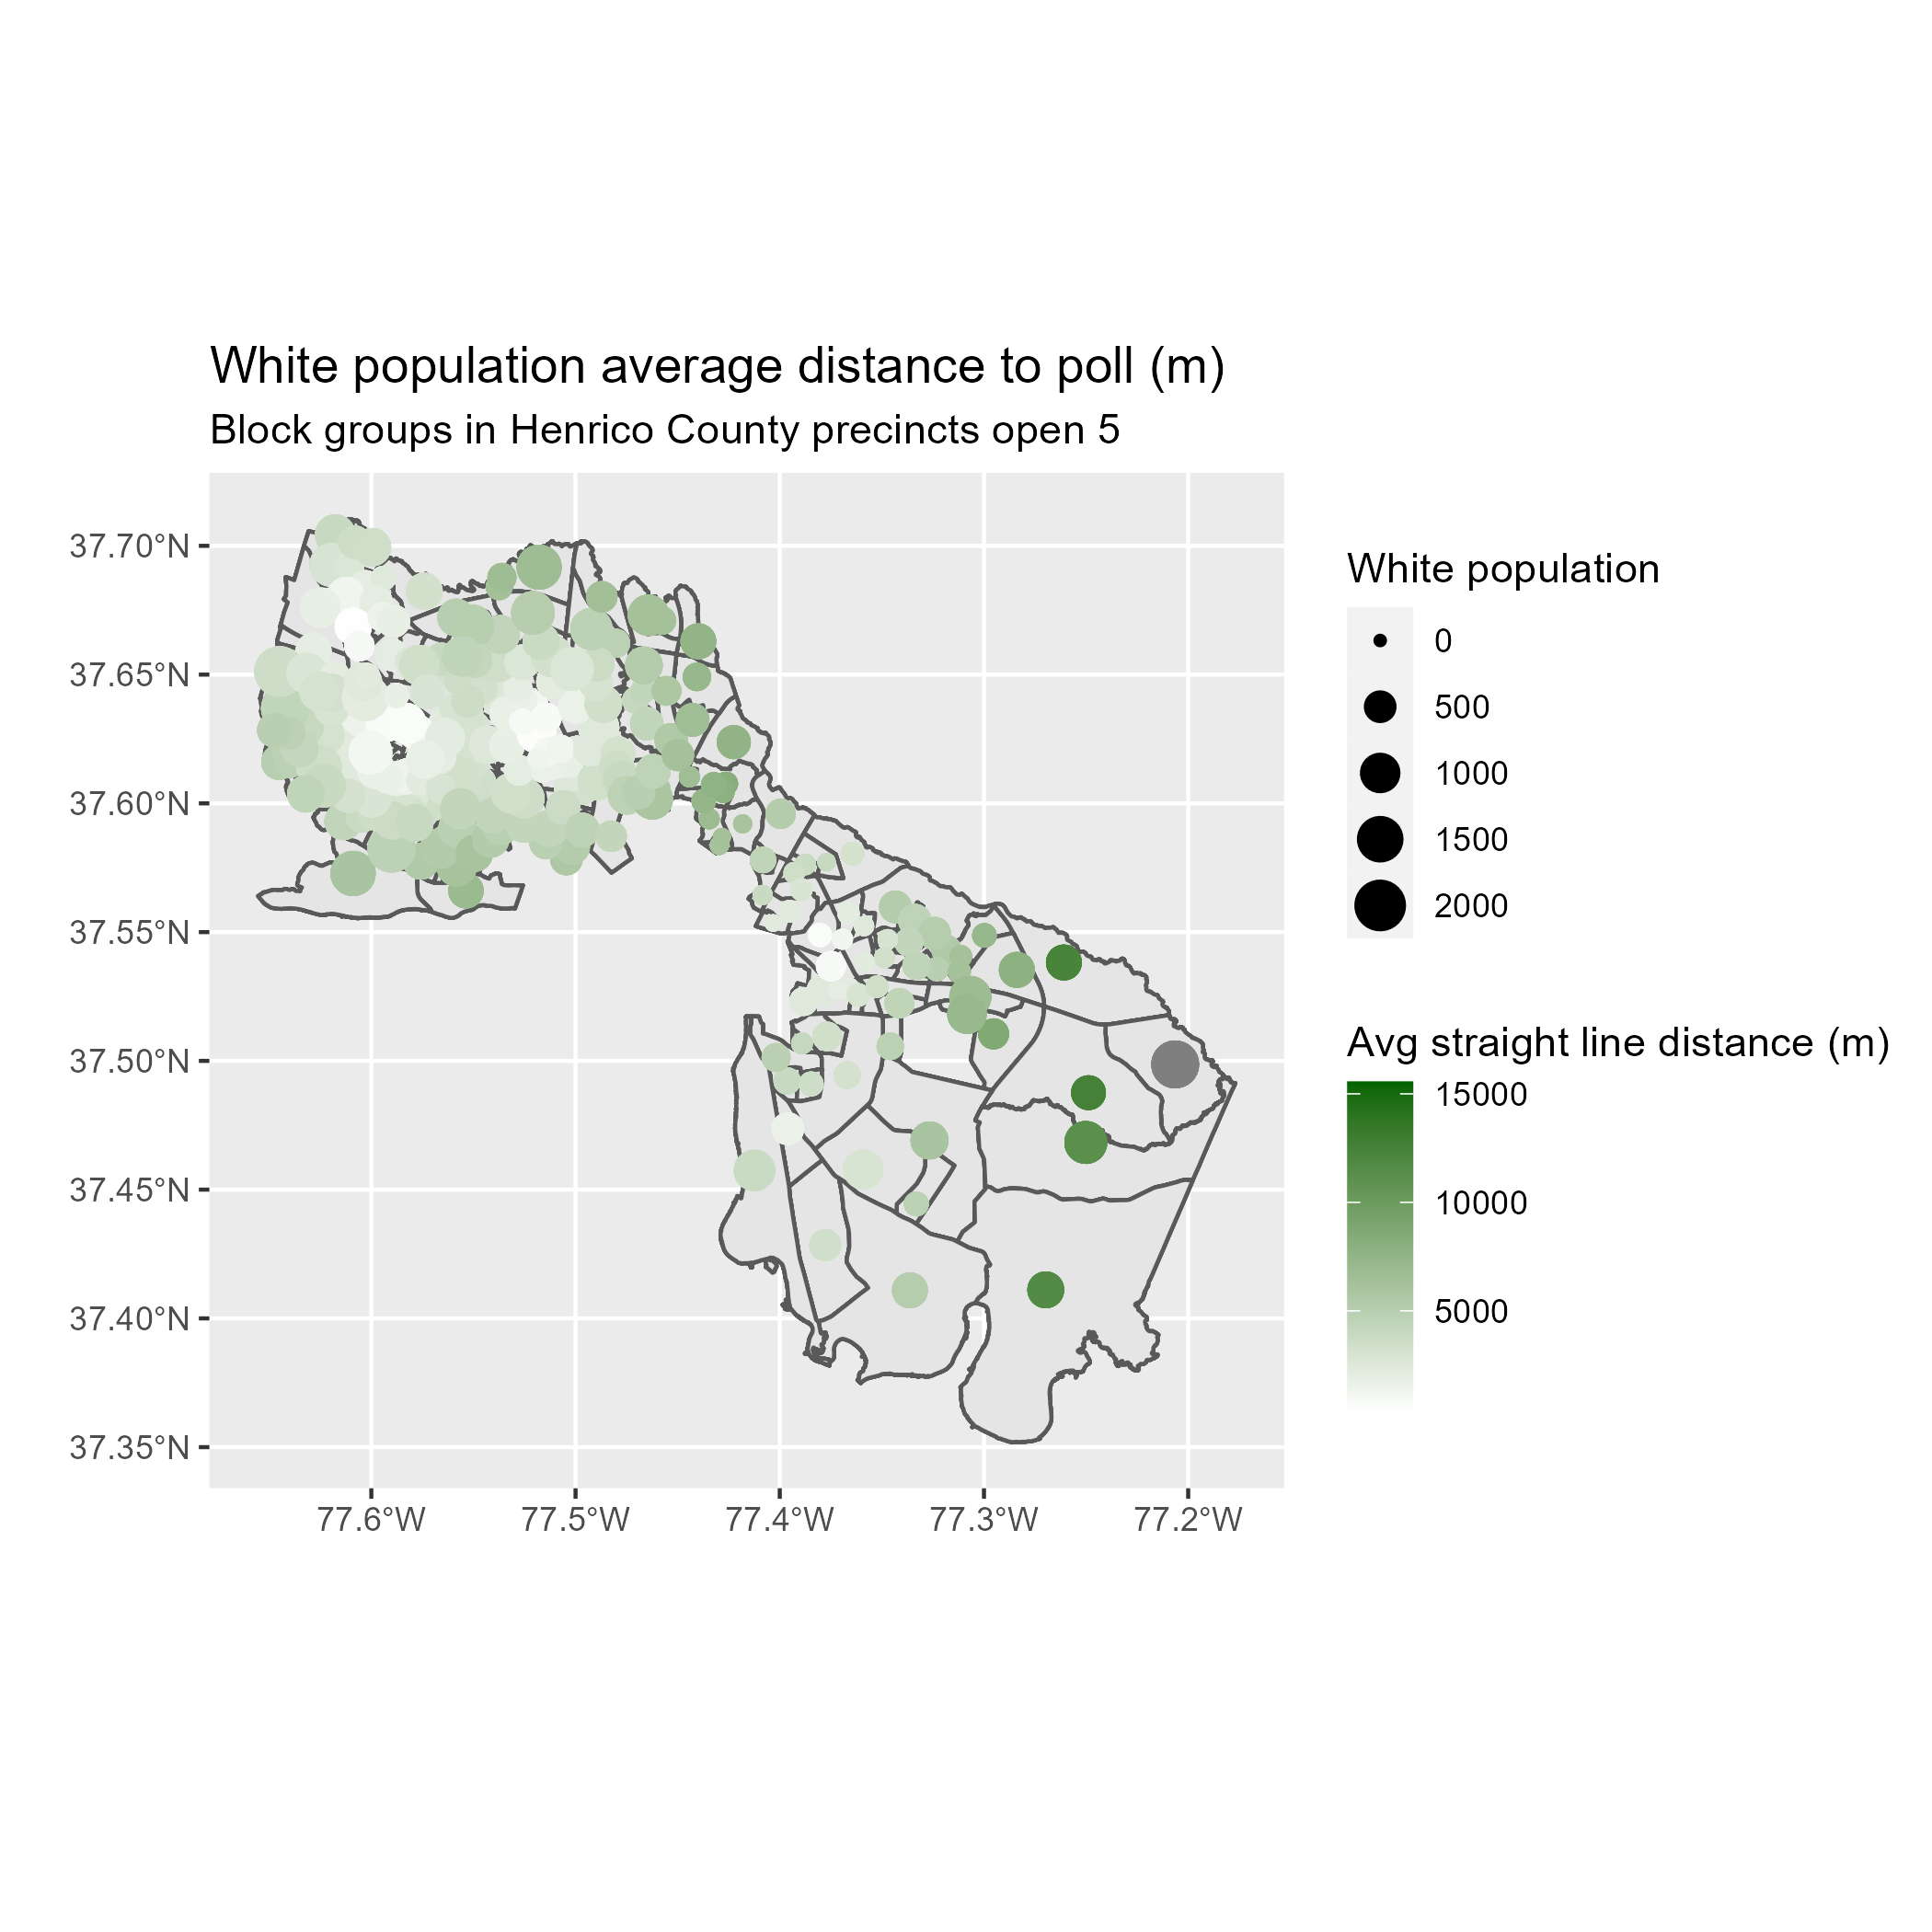 White population average distance to poll (m)
Block groups in Henrico County precincts open 5
37.70°N
37.65°N
37.60°N
37.55°N
37.50°N
37.45°N
37.40°N
37.35°N
77.6°W
77.5°W
77.4°W
77.3°W
77.2°W
White population
0
500
1000
1500
2000
Avg straight line distance (m)
15000
10000
5000